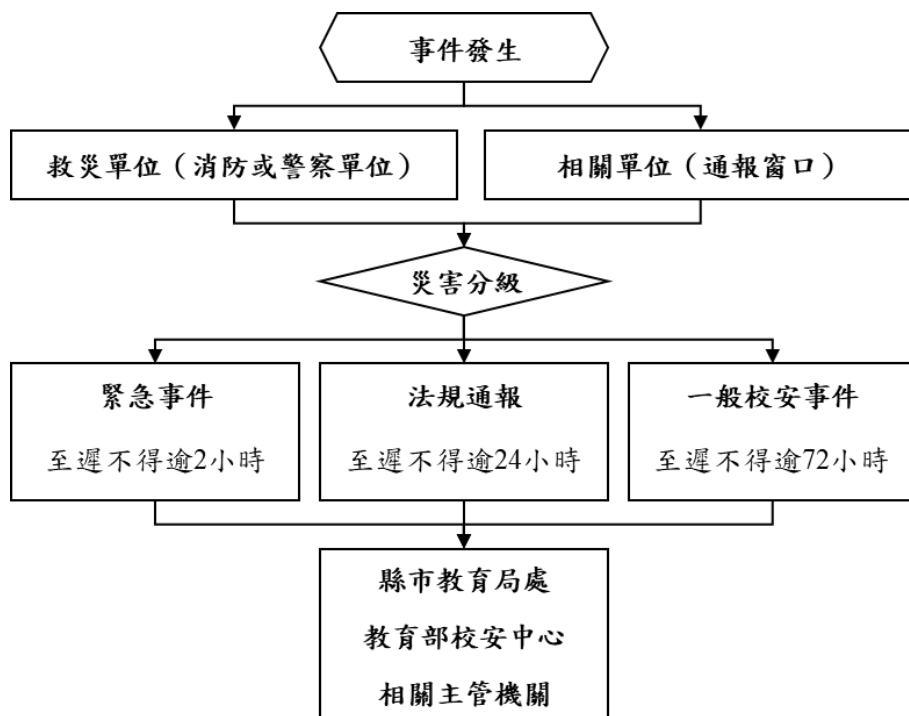 事件發生
救災單位（消防或警察單位）
相關單位（通報窗口）
災害分級
緊急事件
至遲不得逾2小時
法規通報
至遲不得逾24小時
一般校安事件
至遲不得逾72小時
縣市教育局處
教育部校安中心
相關主管機關